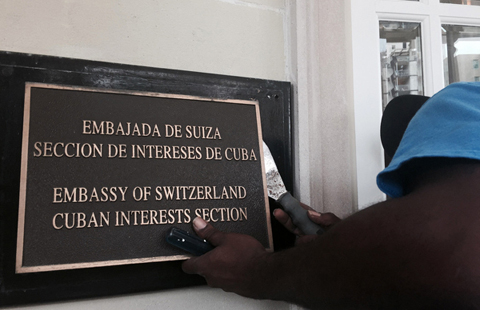 EMBAJADA DE SUIZA
SECCION DE INTERESES DE CUBA
EMBASSY OF SWITZERLAND
CUBAN INTERESTS SECTION